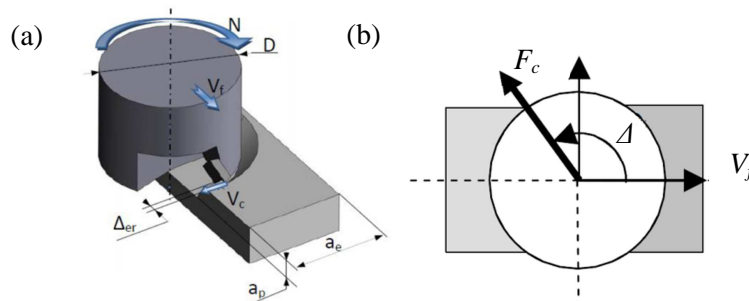 (a)
N
D
V_f
V_c
Δ_er
a_e
a_p
(b)
F_c
Δ
V_f